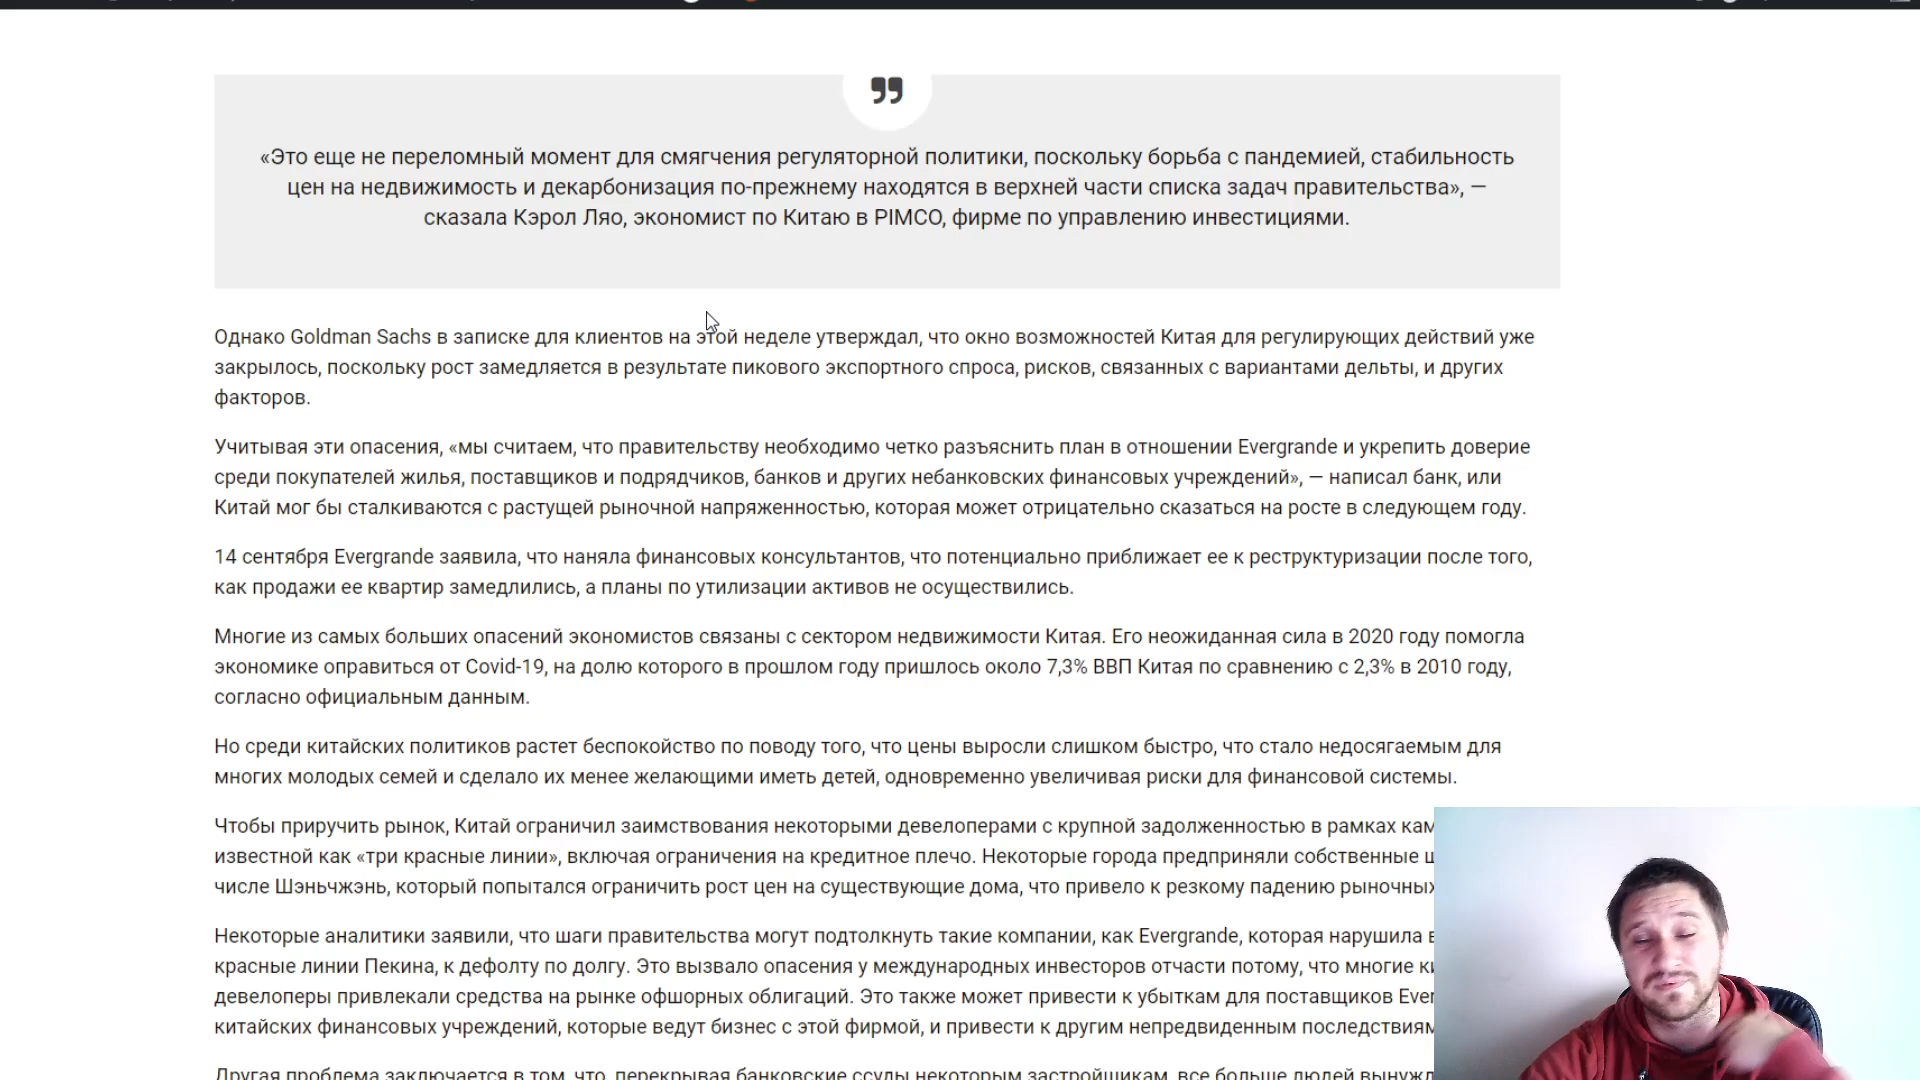 «Это еще не переломный момент для смягчения регуляторной политики, поскольку борьба с пандемией, стабильность
цен на недвижимость и декарбонизация по-прежнему находятся в верхней части списка задач правительства», —
сказала Кэрол Ляо, экономист по Китаю в PIMCO, фирме по управлению инвестициями.
Однако Goldman Sachs в записке для клиентов на этой неделе утверждал, что окно возможностей Китая для регулирующих действий уже
закрылось, поскольку рост замедляется в результате пикового экспортного спроса, рисков, связанных с вариантами дельты, и других
факторов.
Учитывая эти опасения, «мы считаем, что правительству необходимо четко разъяснить план в отношении Evergrande и укрепить доверие
среди покупателей жилья, поставщиков и подрядчиков, банков и других небанковских финансовых учреждений», — написал банк, или
Китай мог бы сталкиваются с растущей рыночной напряженностью, которая может отрицательно сказаться на росте в следующем году.
14 сентября Evergrande заявила, что наняла финансовых консультантов, что потенциально приближает ее к реструктуризации после того,
как продажи ее квартир замедлились, а планы по утилизации активов не осуществились.
Многие из самых больших опасений экономистов связаны с сектором недвижимости Китая. Его неожиданная сила в 2020 году помогла
экономике оправиться от Covid-19, на долю которого в прошлом году пришлось около 7,3% ВВП Китая по сравнению с 2,3% в 2010 году,
согласно официальным данным.
Но среди китайских политиков растет беспокойство по поводу того, что цены выросли слишком быстро, что стало недосягаемым для
многих молодых семей и сделало их менее желающими иметь детей, одновременно увеличивая риски для финансовой системы.
Чтобы приручить рынок, Китай ограничил заимствования некоторыми девелоперами с крупной задолженностью в рамках
известной как «три красные линии», включая ограничения на кредитное плечо. Некоторые города предприняли собственные
числе Шэньчжэнь, который попытался ограничить рост цен на существующие дома, что привело к резкому падению рыночных
Некоторые аналитики заявили, что шаги правительства могут подтолкнуть такие компании, как Evergrande, которая нарушила
красные линии Пекина, к дефолту по долгу. Это вызвало опасения у международных инвесторов отчасти потому, что многие
девелоперы привлекали средства на рынке офшорных облигаций. Это также может привести к убыткам для поставщиков
китайских финансовых учреждений, которые ведут бизнес с этой фирмой, и привести к другим непредвиденным
Другая проблема заключается в том, что, перекрывая банковские ссуды некоторым застройщикам, все больше людей